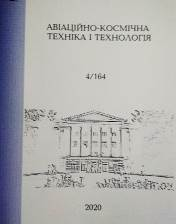 АВІАЦІЙНО-КОСМІЧНА
ТЕХНІКА І ТЕХНОЛОГІЯ
4/164
2020